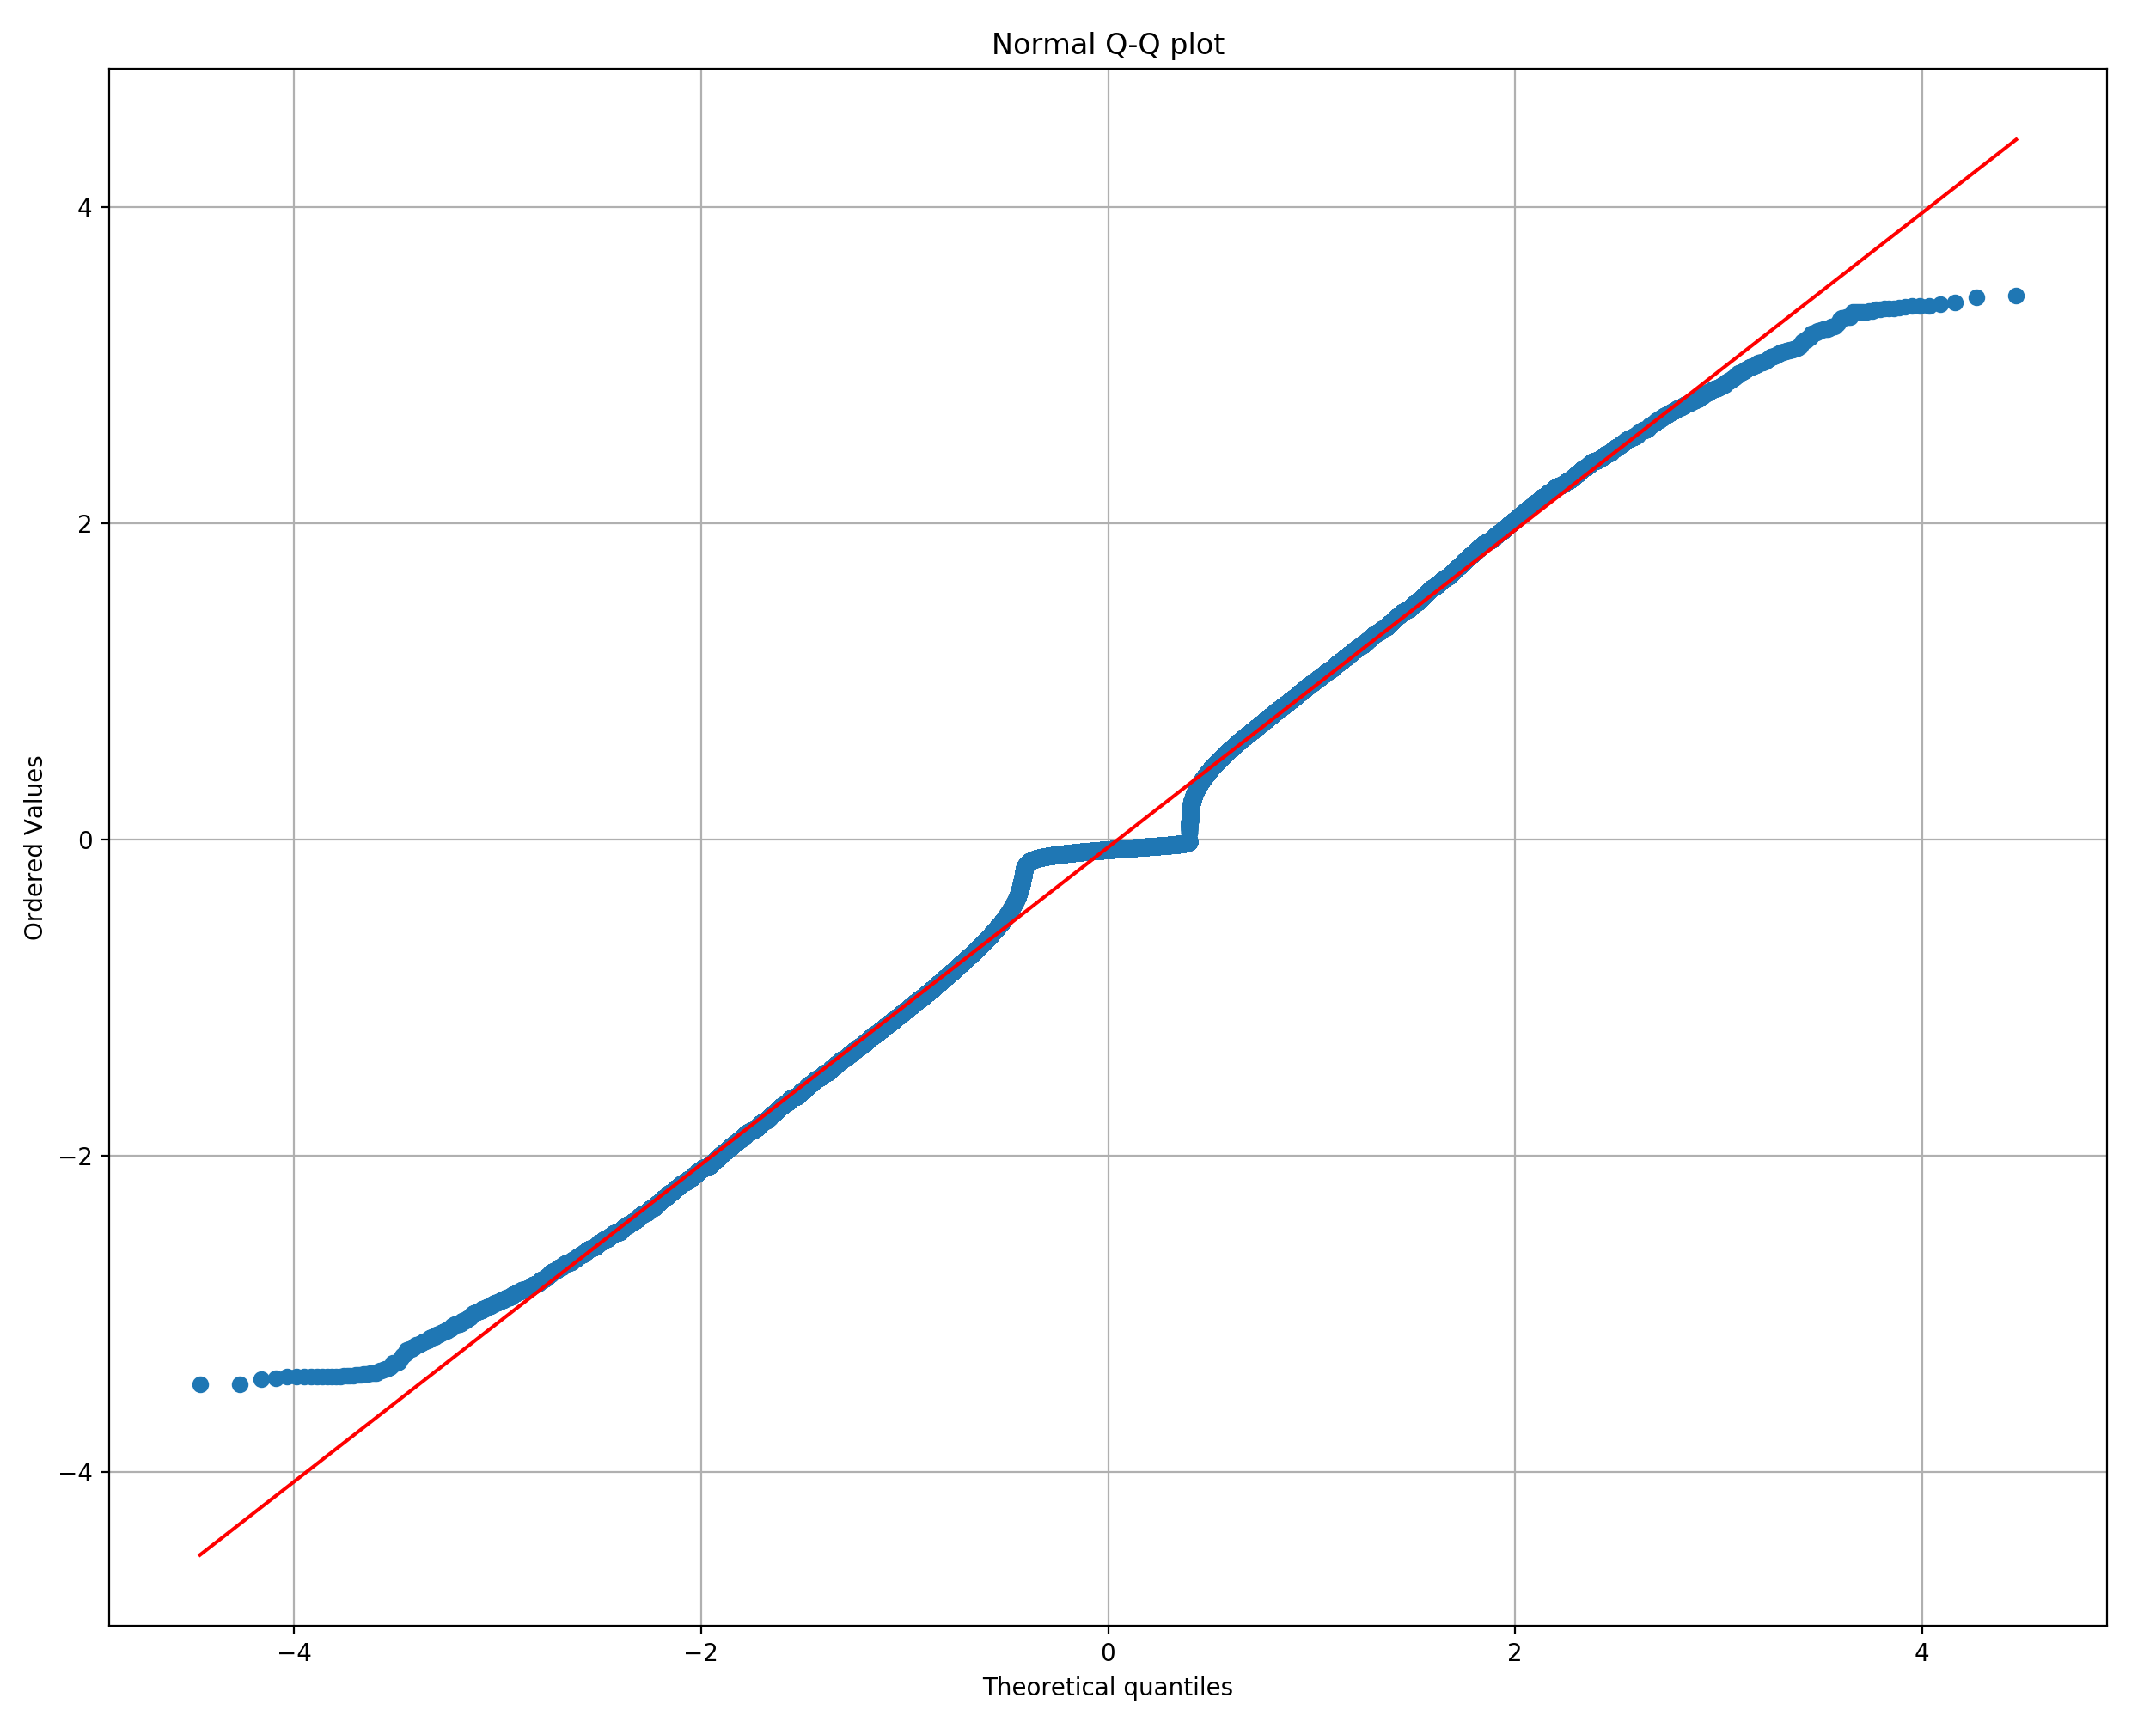 Normal Q-Q plot
4
2
0
−2
−4
Ordered Values
−4 −2 0 2 4
Theoretical quantiles